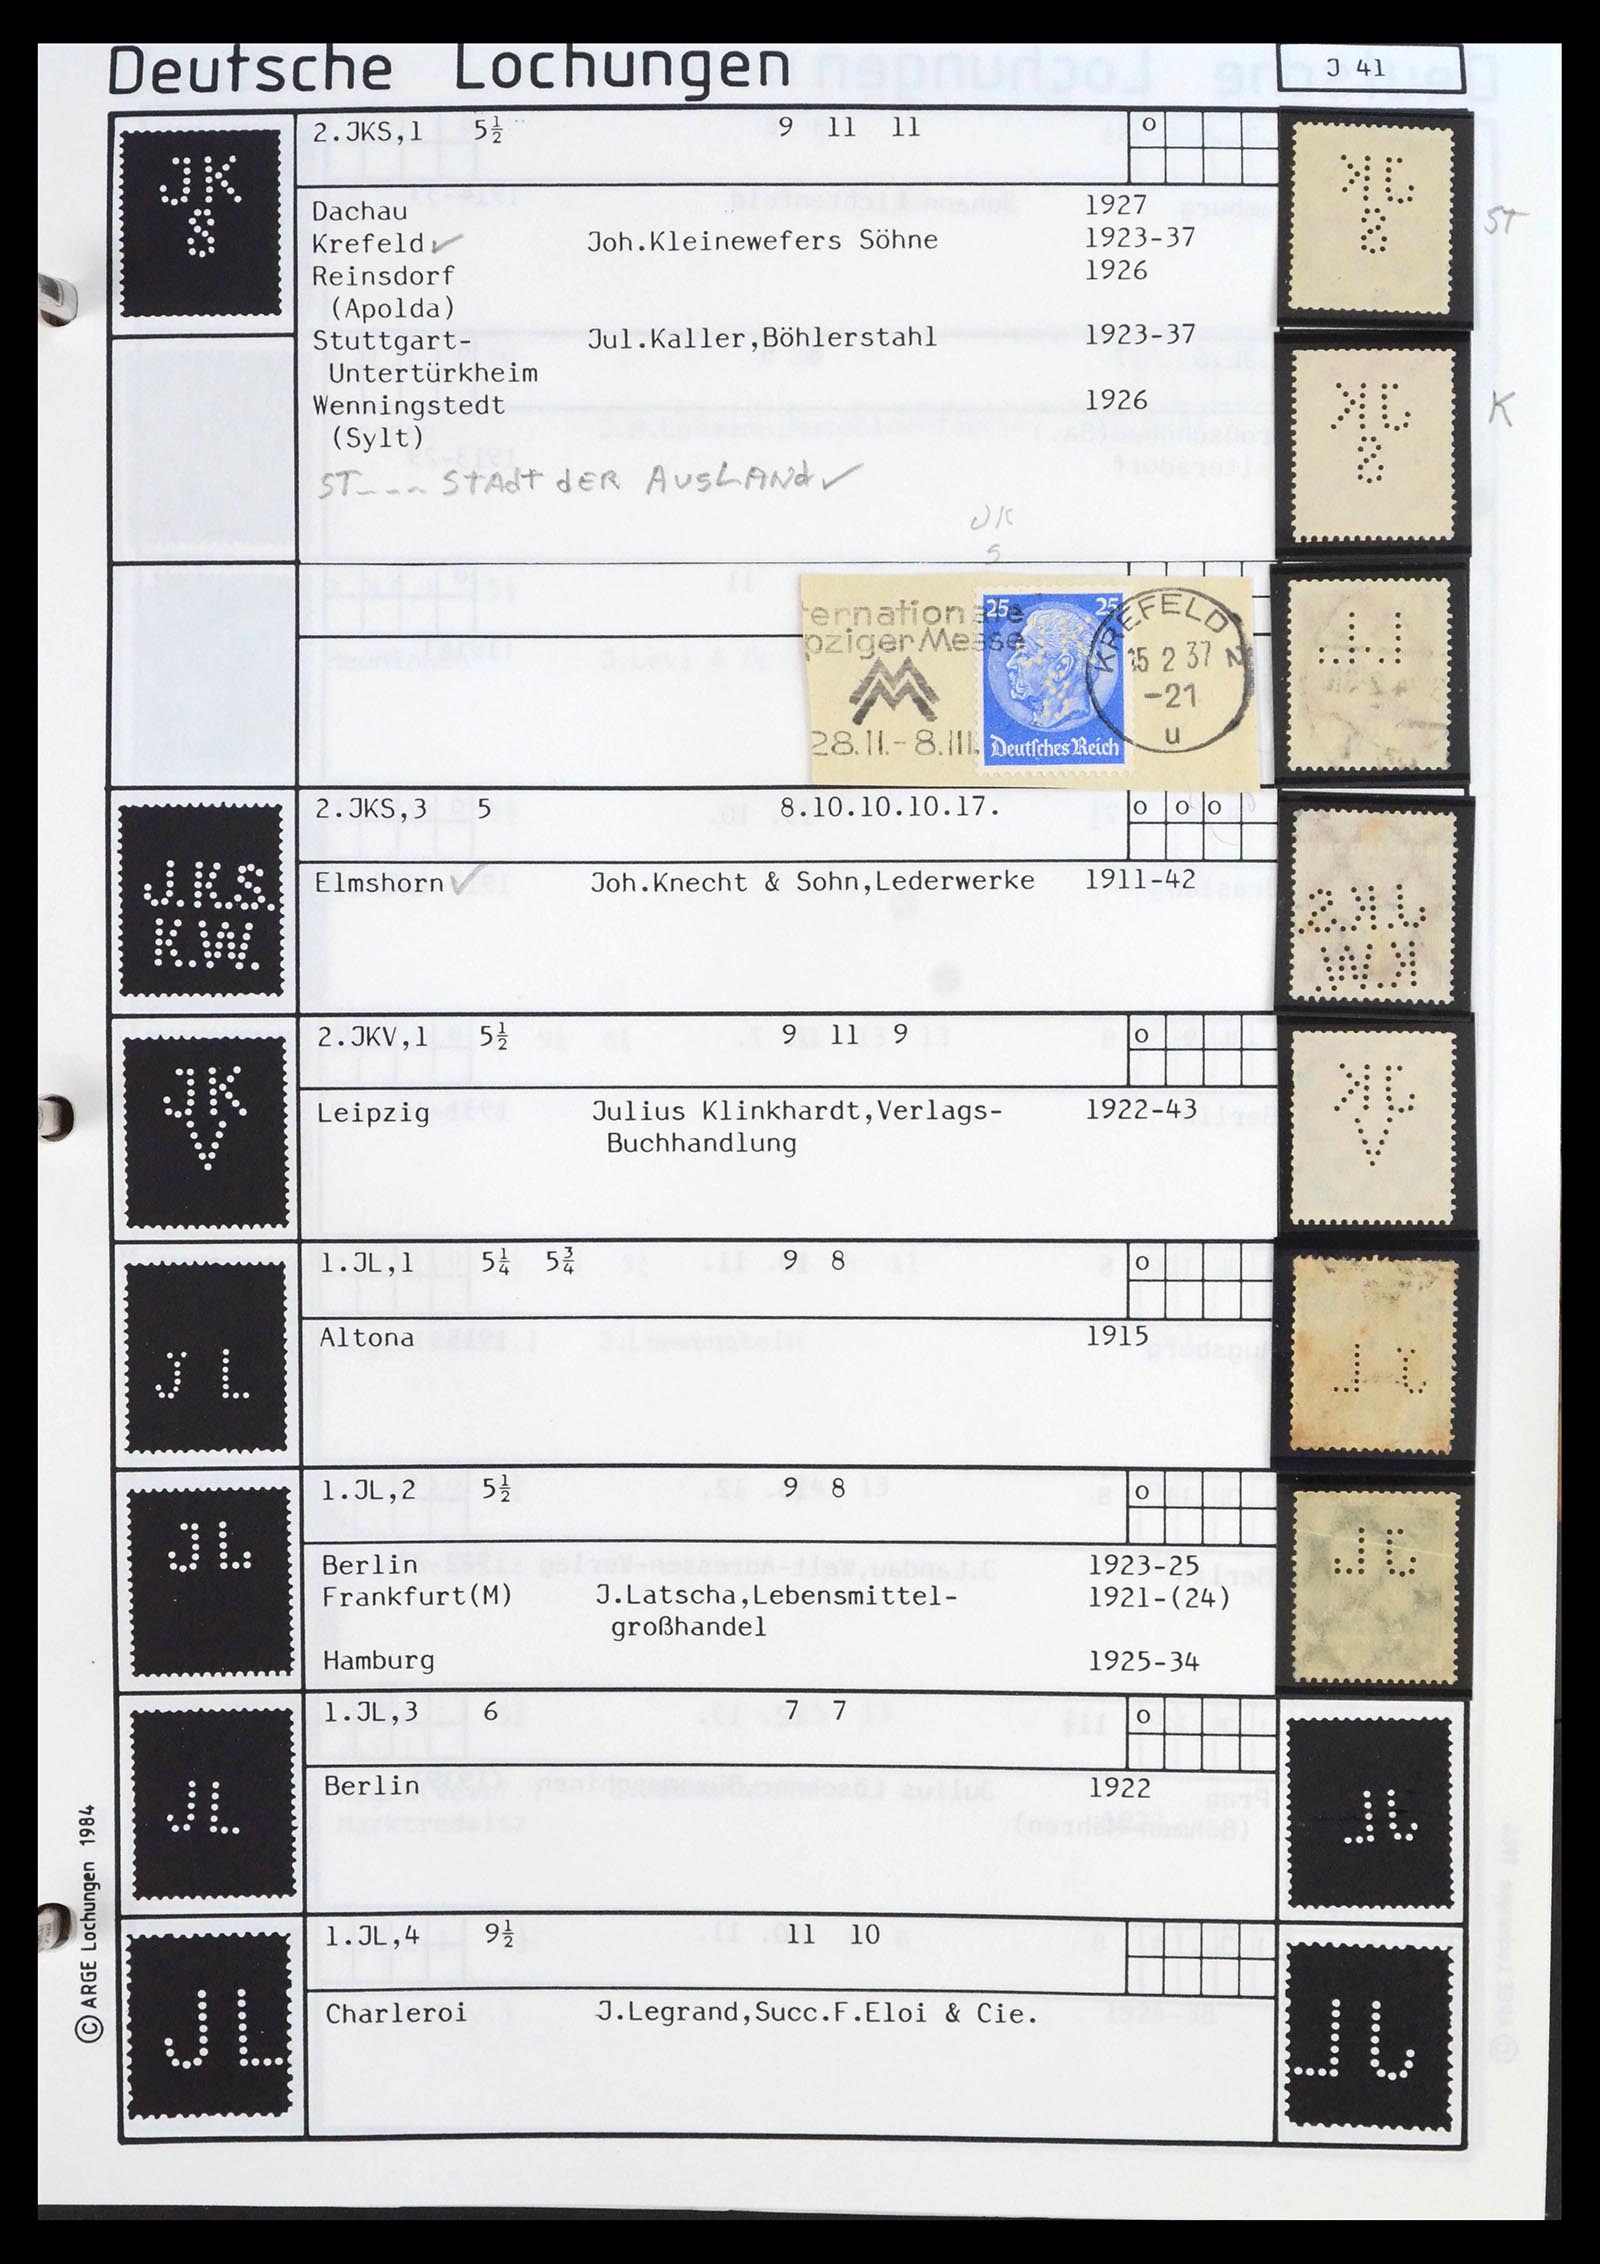 Deutsche Lochungen
J 41
JK
S
2.JKS,1 5½ 9 11 11 o
Dachau 1927
Krefeld✓ Joh.Kleinewefers Söhne 1923-37
Reinsdorf 1926
(Apolda)
Stuttgart- Jul.Kaller,Böhlerstahl 1923-37
Untertürkheim
Wenningstedt 1926
(Sylt)
ST--- STAdt dER AUSLANd ✓
ST
K
JK
S
ternationale
pziger Messe
28.II.-8.III.
25 25
Deutsches Reich
KREFELD
15 2 37 N
-21
u
J.K.S.
K.W.
2.JKS,3 5 8.10.10.10.17. o o o
Elmshorn ✓ Joh.Knecht & Sohn,Lederwerke 1911-42
JK
V
2.JKV,1 5½ 9 11 9 o
Leipzig Julius Klinkhardt,Verlags- 1922-43
Buchhandlung
J L
1.JL,1 5¼ 5¾ 9 8 o
Altona 1915
JL
1.JL,2 5½ 9 8 o
Berlin 1923-25
Frankfurt(M) J.Latscha,Lebensmittel- 1921-(24)
großhandel
Hamburg 1925-34
JL
1.JL,3 6 7 7 o
Berlin 1922
JL
1.JL,4 9½ 11 10
Charleroi J.Legrand,Succ.F.Eloi & Cie.
© ARGE Lochungen 1984